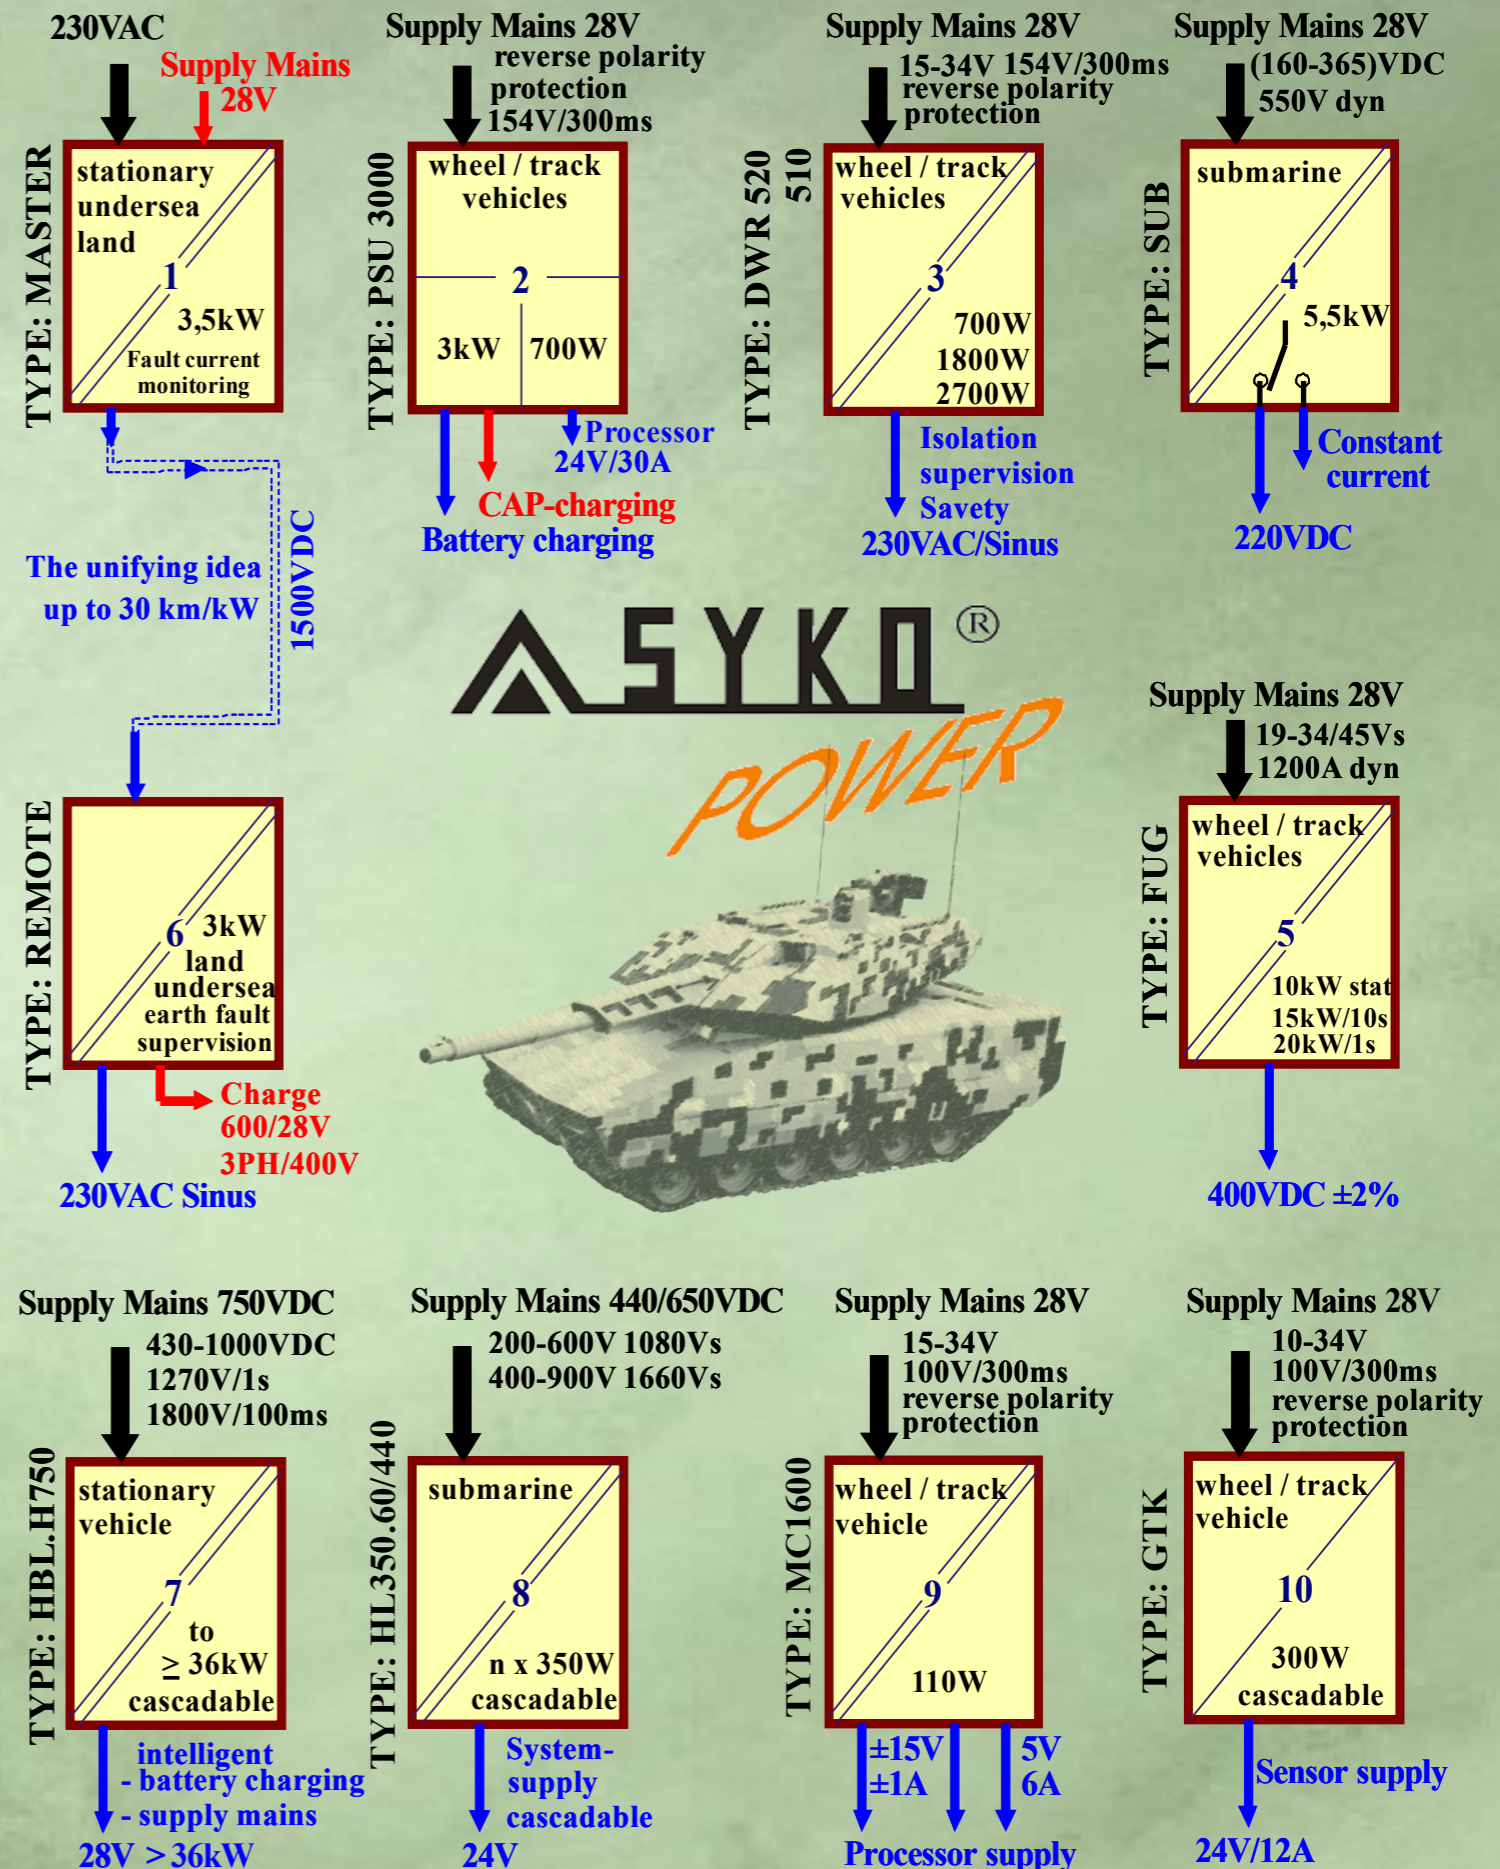 230VAC
Supply Mains
28V
TYPE: MASTER
stationary
undersea
land
1
3,5kW
Fault current
monitoring
The unifying idea
up to 30 km/kW
1500VDC
Supply Mains 28V
reverse polarity
protection
154V/300ms
TYPE: PSU 3000
wheel / track
vehicles
2
3kW
700W
Processor
24V/30A
CAP-charging
Battery charging
Supply Mains 28V
15-34V 154V/300ms
reverse polarity
protection
TYPE: DWR 520
510
wheel / track
vehicles
3
700W
1800W
2700W
Isolation
supervision
Savety
230VAC/Sinus
Supply Mains 28V
(160-365)VDC
550V dyn
TYPE: SUB
submarine
4
5,5kW
Constant
current
220VDC
SYKO ®
POWER
TYPE: REMOTE
6
3kW
land
undersea
earth fault
supervision
Charge
600/28V
3PH/400V
230VAC Sinus
Supply Mains 28V
19-34/45Vs
1200A dyn
TYPE: FUG
wheel / track
vehicles
5
10kW stat
15kW/10s
20kW/1s
400VDC ±2%
Supply Mains 750VDC
430-1000VDC
1270V/1s
1800V/100ms
TYPE: HBL.H750
stationary
vehicle
7
to
≥ 36kW
cascadable
intelligent
- battery charging
- supply mains
28V > 36kW
Supply Mains 440/650VDC
200-600V 1080Vs
400-900V 1660Vs
TYPE: HL350.60/440
submarine
8
n x 350W
cascadable
System-
supply
cascadable
24V
Supply Mains 28V
15-34V
100V/300ms
reverse polarity
protection
TYPE: MC1600
wheel / track
vehicle
9
110W
±15V
±1A
5V
6A
Processor supply
Supply Mains 28V
10-34V
100V/300ms
reverse polarity
protection
TYPE: GTK
wheel / track
vehicle
10
300W
cascadable
Sensor supply
24V/12A